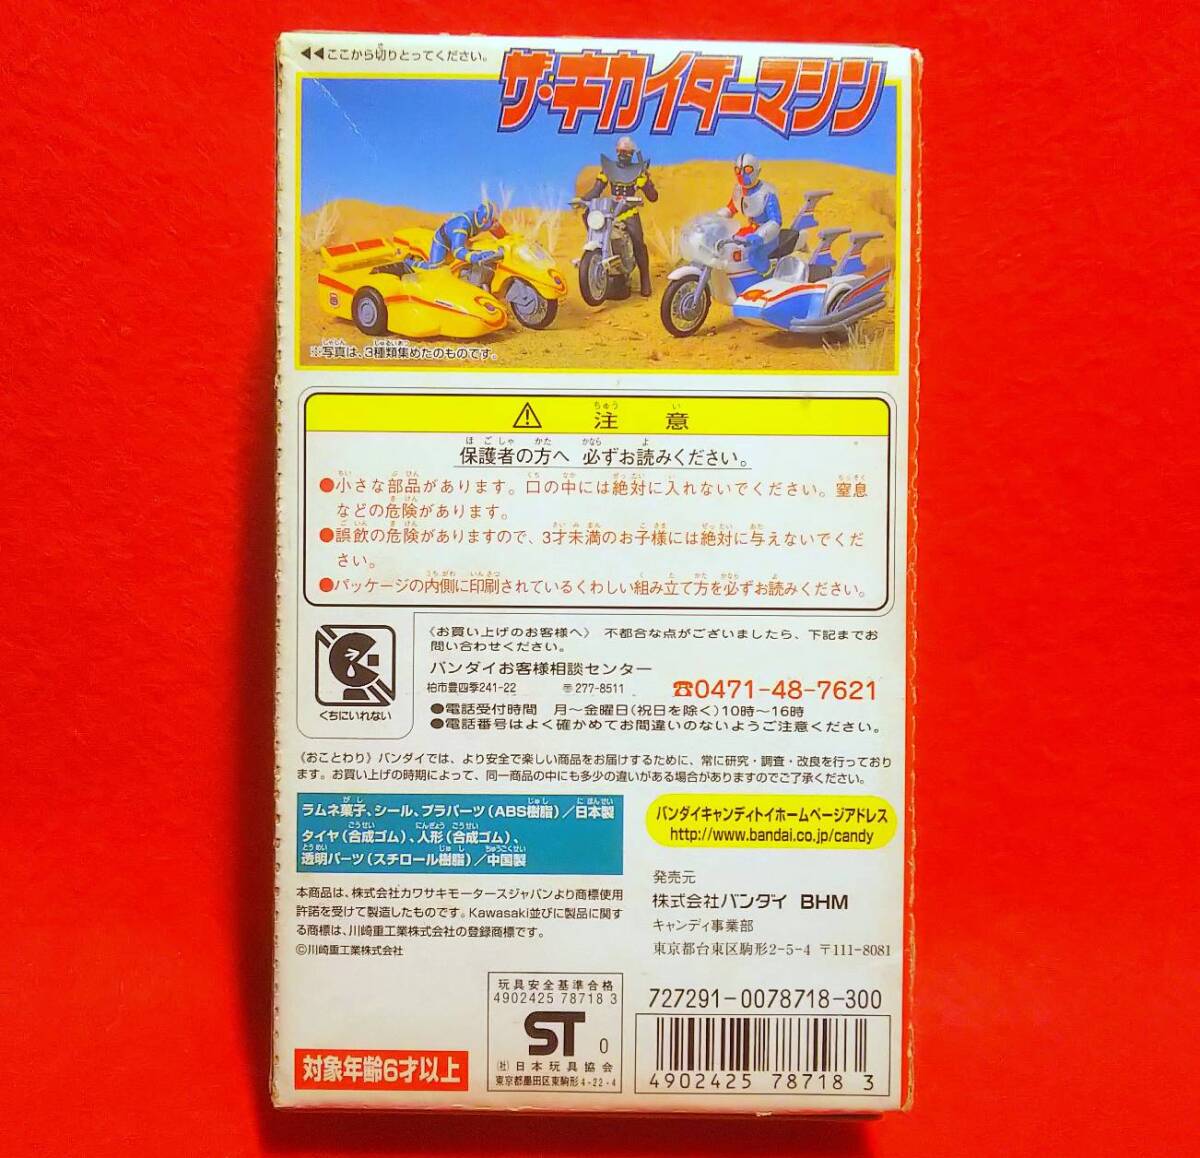 ◀◀ここから切りとってください。
ザ・キカイダーマシン
※写真は、3種類集めたのものです。
⚠ 注意
保護者の方へ 必ずお読みください。
●小さな部品があります。口の中には絶対に入れないでください。窒息
などの危険があります。
●誤飲の危険がありますので、3才未満のお子様には絶対に与えないでくだ
さい。
●パッケージの内側に印刷されているくわしい組み立て方を必ずお読みください。
くちにいれない
《お買い上げのお客様へ》 不都合な点がございましたら、下記までお
問い合わせください。
バンダイお客様相談センター
柏市豊四季241-22 〠277-8511 ☎0471-48-7621
●電話受付時間 月〜金曜日(祝日を除く)10時〜16時
●電話番号はよく確かめてお間違いのないようご注意ください。
《おことわり》バンダイでは、より安全で楽しい商品をお届けするために、常に研究・調査・改良を行っており
ます。お買い上げの時期によって、同一商品の中にも多少の違いがある場合がありますのでご了承ください。
ラムネ菓子、シール、プラパーツ(ABS樹脂)/日本製
タイヤ(合成ゴム)、人形(合成ゴム)、
透明パーツ(スチロール樹脂)/中国製
バンダイキャンディトイホームページアドレス
http://www.bandai.co.jp/candy
本商品は、株式会社カワサキモータースジャパンより商標使用
許諾を受けて製造したものです。Kawasaki並びに製品に関す
る商標は、川崎重工業株式会社の登録商標です。
©川崎重工業株式会社
発売元
株式会社バンダイ BHM
キャンディ事業部
東京都台東区駒形2-5-4 〒111-8081
玩具安全基準合格
4902425 78718 3
ST 0
(社)日本玩具協会
東京都墨田区東駒形4-22-4
727291-0078718-300
4902425 787183
対象年齢6才以上